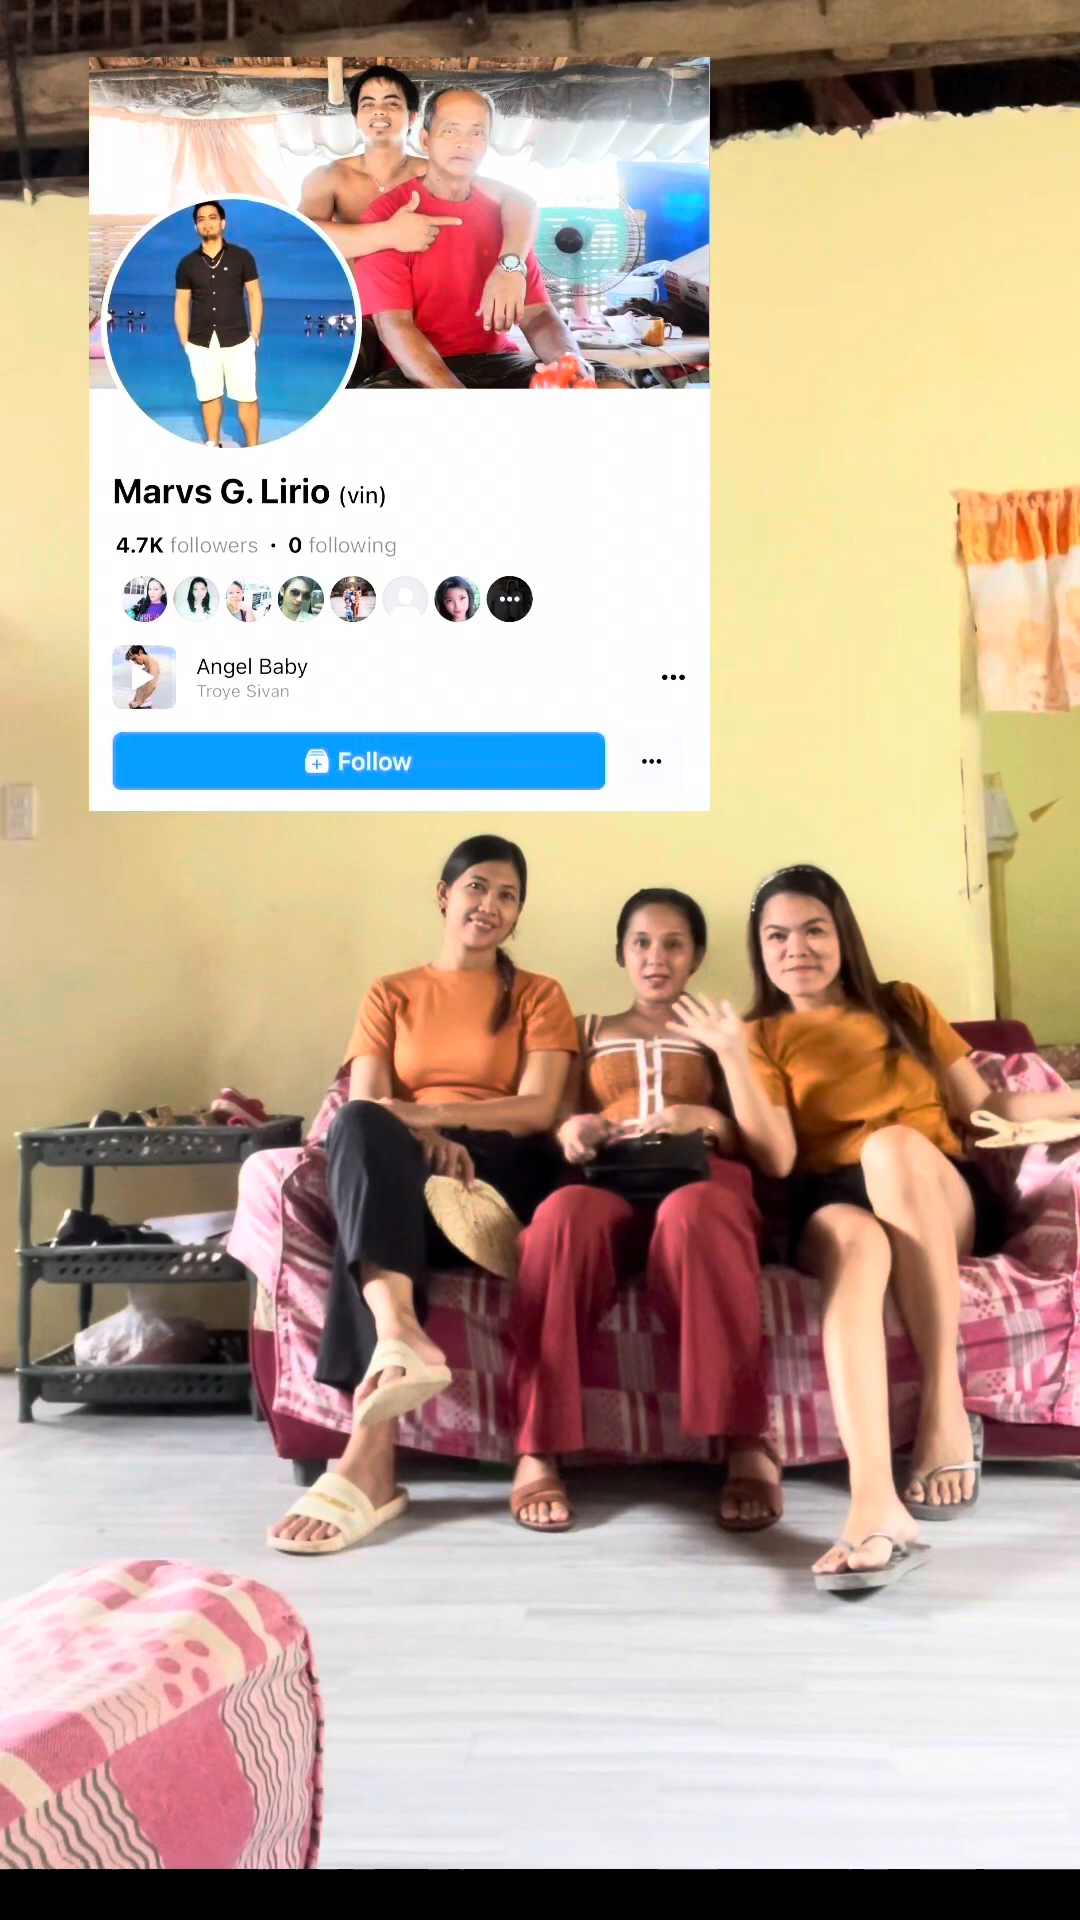 Marvs G. Lirio (vin)
4.7K followers · 0 following
Angel Baby
Troye Sivan
Follow